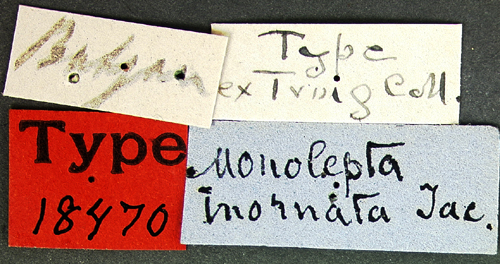 Type
ex Tring Coll.
Type
18470
Monolepta
inornata Jac.